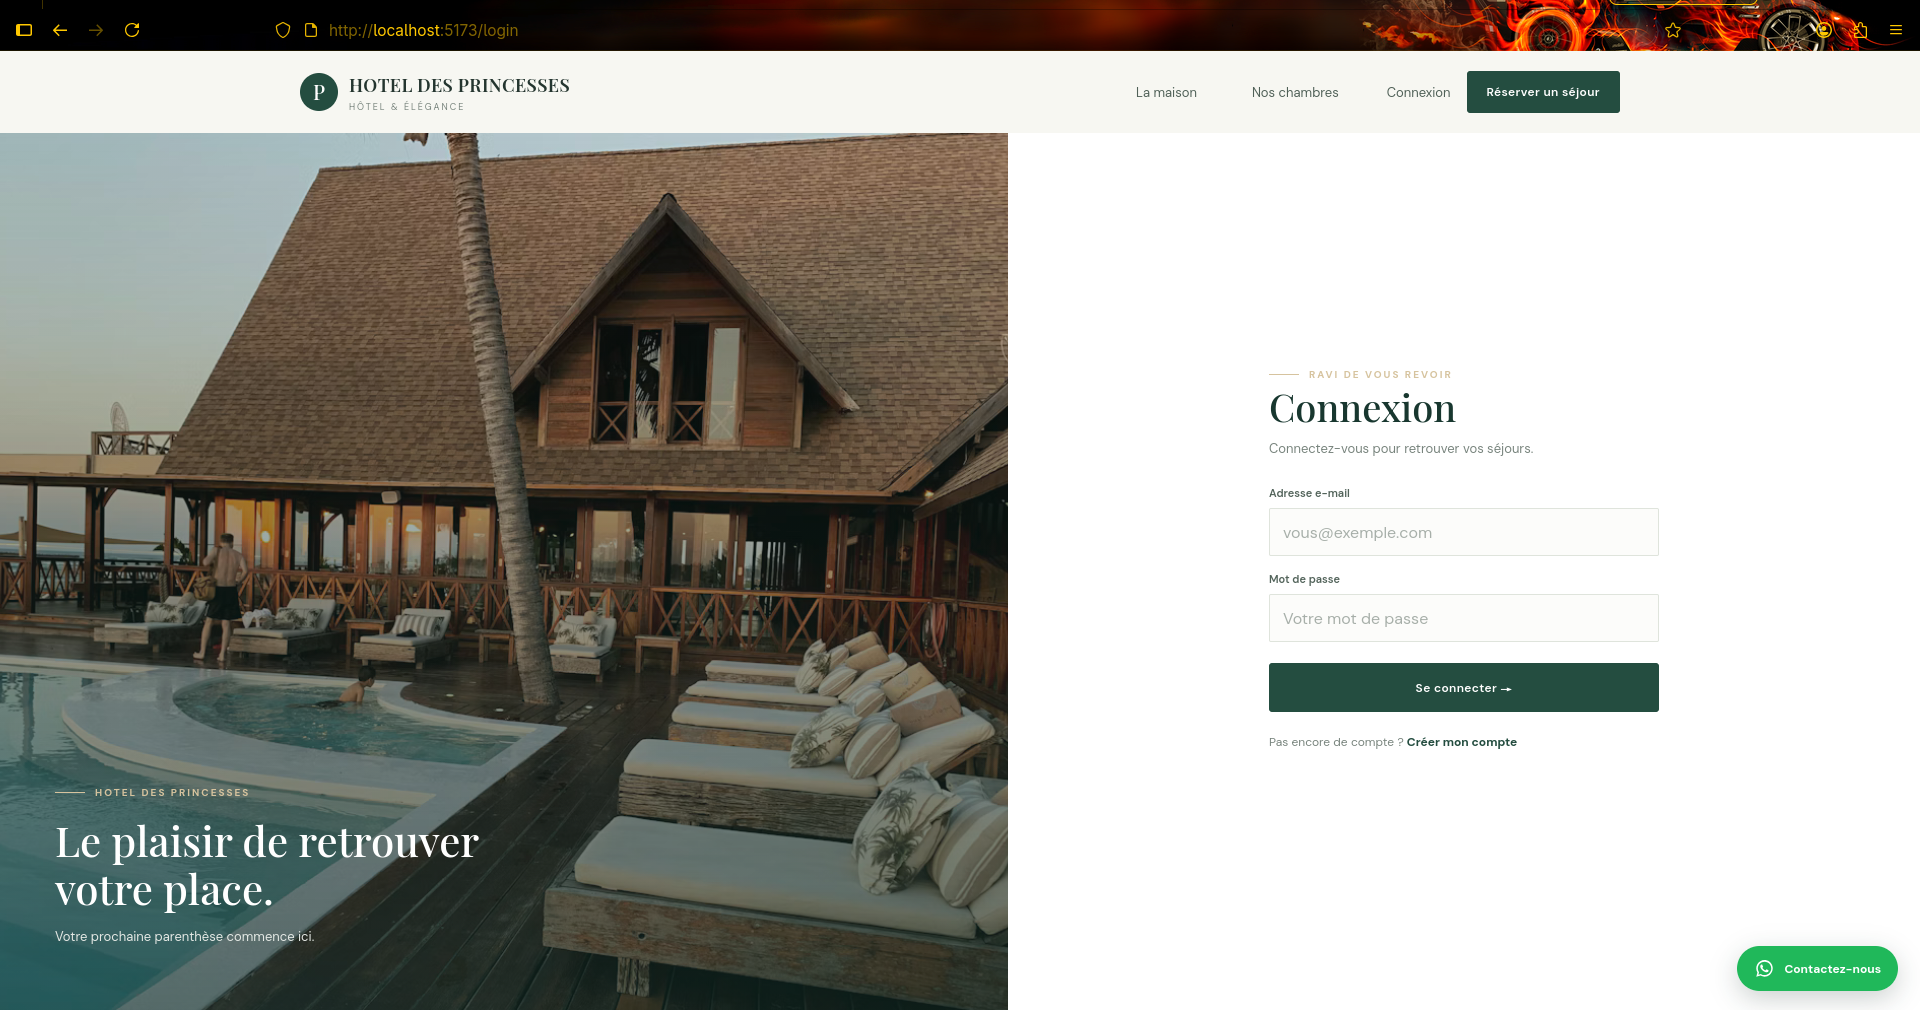 http://localhost:5173/login
P
HOTEL DES PRINCESSES
HÔTEL & ÉLÉGANCE
La maison
Nos chambres
Connexion
Réserver un séjour
HOTEL DES PRINCESSES
Le plaisir de retrouver
votre place.
Votre prochaine parenthèse commence ici.
RAVI DE VOUS REVOIR
Connexion
Connectez-vous pour retrouver vos séjours.
Adresse e-mail
vous@exemple.com
Mot de passe
Votre mot de passe
Se connecter →
Pas encore de compte ? Créer mon compte
Contactez-nous